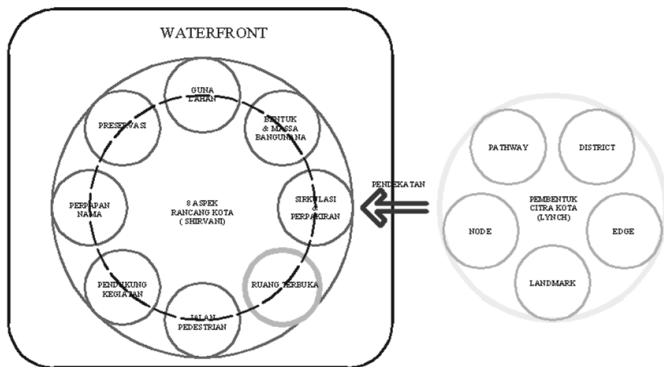 WATERFRONT
GUNA
LAHAN
BENTUK
& MASSA
BANGUNANA
SIRKULASI
&
PERPAKIRAN
RUANG TERBUKA
JALAN
PEDESTRIAN
PENDUKUNG
KEGIATAN
PERPAPAN
NAMA
PRESERVASI
8 ASPEK
RANCANG KOTA
( SHIRVANI)
PENDEKATAN
PATHWAY
DISTRICT
NODE
EDGE
LANDMARK
PEMBENTUK
CITRA KOTA
(LYNCH)